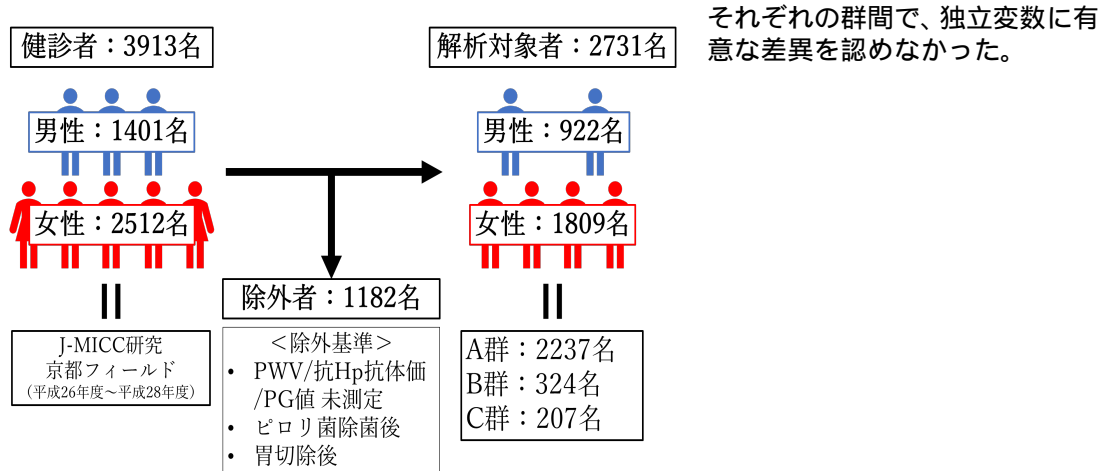 健診者：3913名
男性：1401名
女性：2512名
J-MICC研究
京都フィールド
（平成26年度～平成28年度）
除外者：1182名
＜除外基準＞
• PWV/抗Hp抗体価
/PG値 未測定
• ピロリ菌除菌後
• 胃切除後
解析対象者：2731名
男性：922名
女性：1809名
A群：2237名
B群：324名
C群：207名
それぞれの群間で、独立変数に有
意な差異を認めなかった。